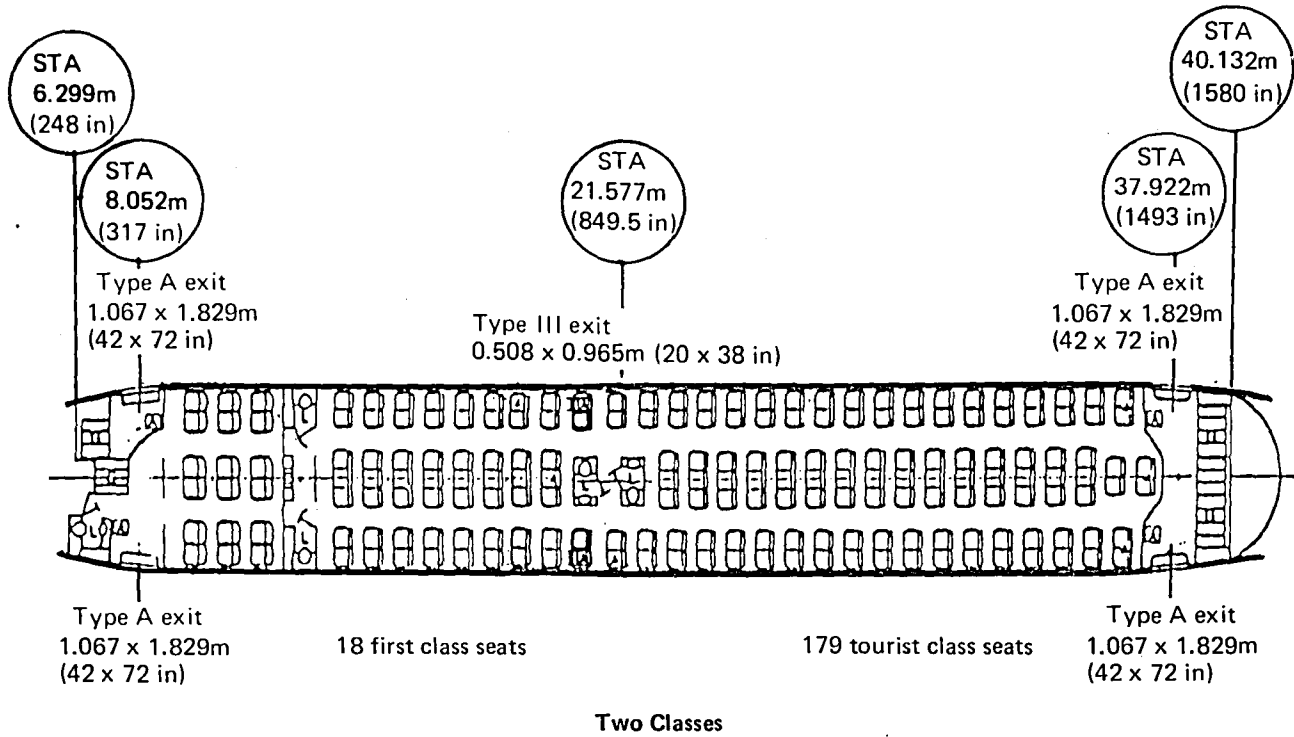 STA
6.299m
(248 in)
STA
8.052m
(317 in)
STA
21.577m
(849.5 in)
STA
37.922m
(1493 in)
STA
40.132m
(1580 in)
Type A exit
1.067 x 1.829m
(42 x 72 in)
Type III exit
0.508 x 0.965m (20 x 38 in)
Type A exit
1.067 x 1.829m
(42 x 72 in)
L
L
L
L
L
Type A exit
1.067 x 1.829m
(42 x 72 in)
18 first class seats
179 tourist class seats
Type A exit
1.067 x 1.829m
(42 x 72 in)
Two Classes